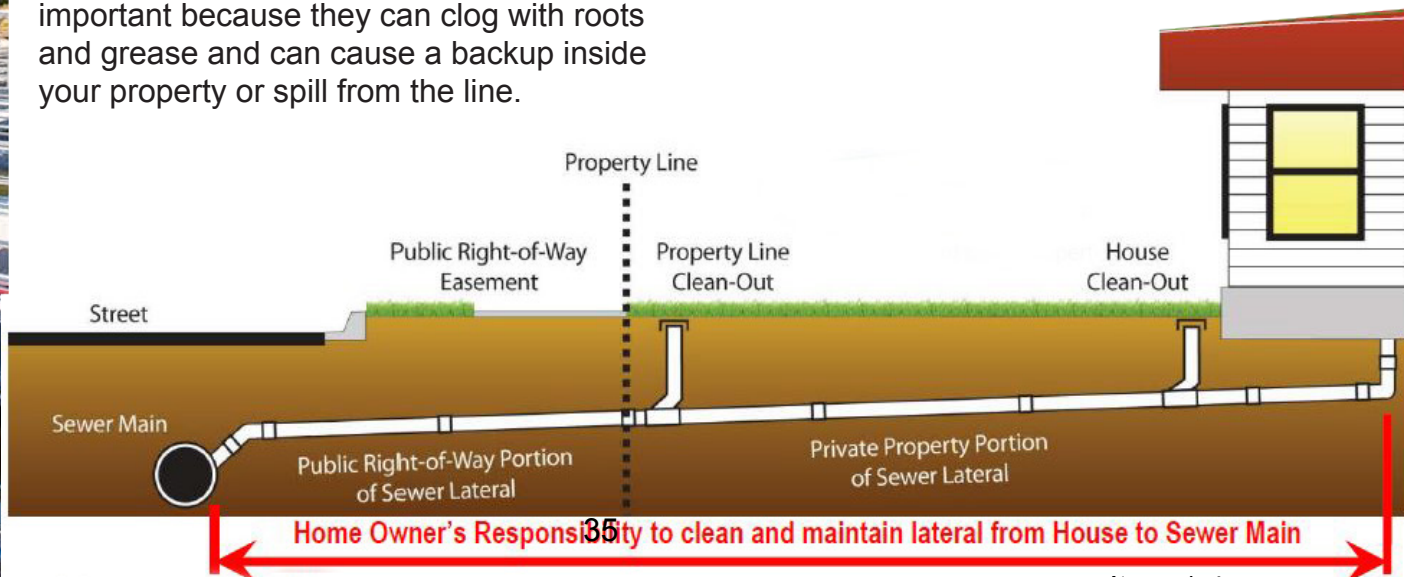 important because they can clog with roots
and grease and can cause a backup inside
your property or spill from the line.
Property Line
Public Right-of-Way
Easement
Property Line
Clean-Out
House
Clean-Out
Street
Sewer Main
Public Right-of-Way Portion
of Sewer Lateral
Private Property Portion
of Sewer Lateral
Home Owner's Responsibility to clean and maintain lateral from House to Sewer Main
35